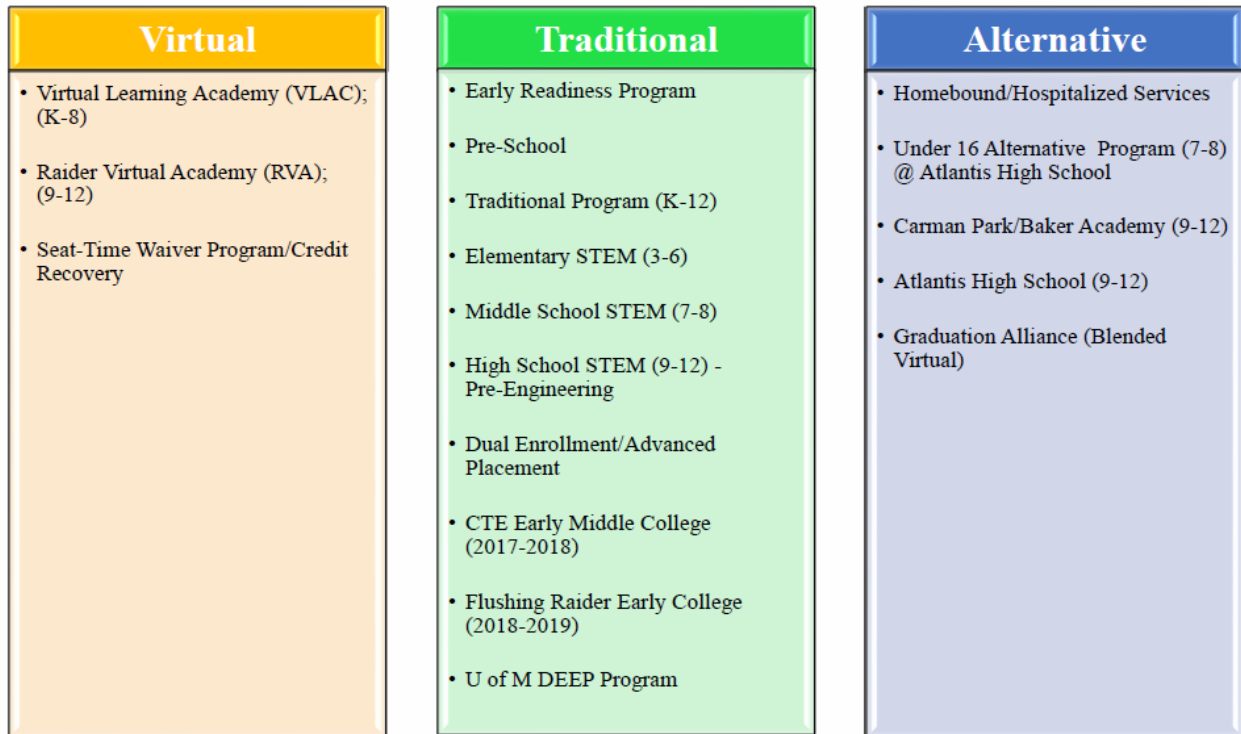 Virtual
• Virtual Learning Academy (VLAC);
(K-8)
• Raider Virtual Academy (RVA);
(9-12)
• Seat-Time Waiver Program/Credit
Recovery
Traditional
• Early Readiness Program
• Pre-School
• Traditional Program (K-12)
• Elementary STEM (3-6)
• Middle School STEM (7-8)
• High School STEM (9-12) -
Pre-Engineering
• Dual Enrollment/Advanced
Placement
• CTE Early Middle College
(2017-2018)
• Flushing Raider Early College
(2018-2019)
• U of M DEEP Program
Alternative
• Homebound/Hospitalized Services
• Under 16 Alternative Program (7-8)
@ Atlantis High School
• Carman Park/Baker Academy (9-12)
• Atlantis High School (9-12)
• Graduation Alliance (Blended
Virtual)